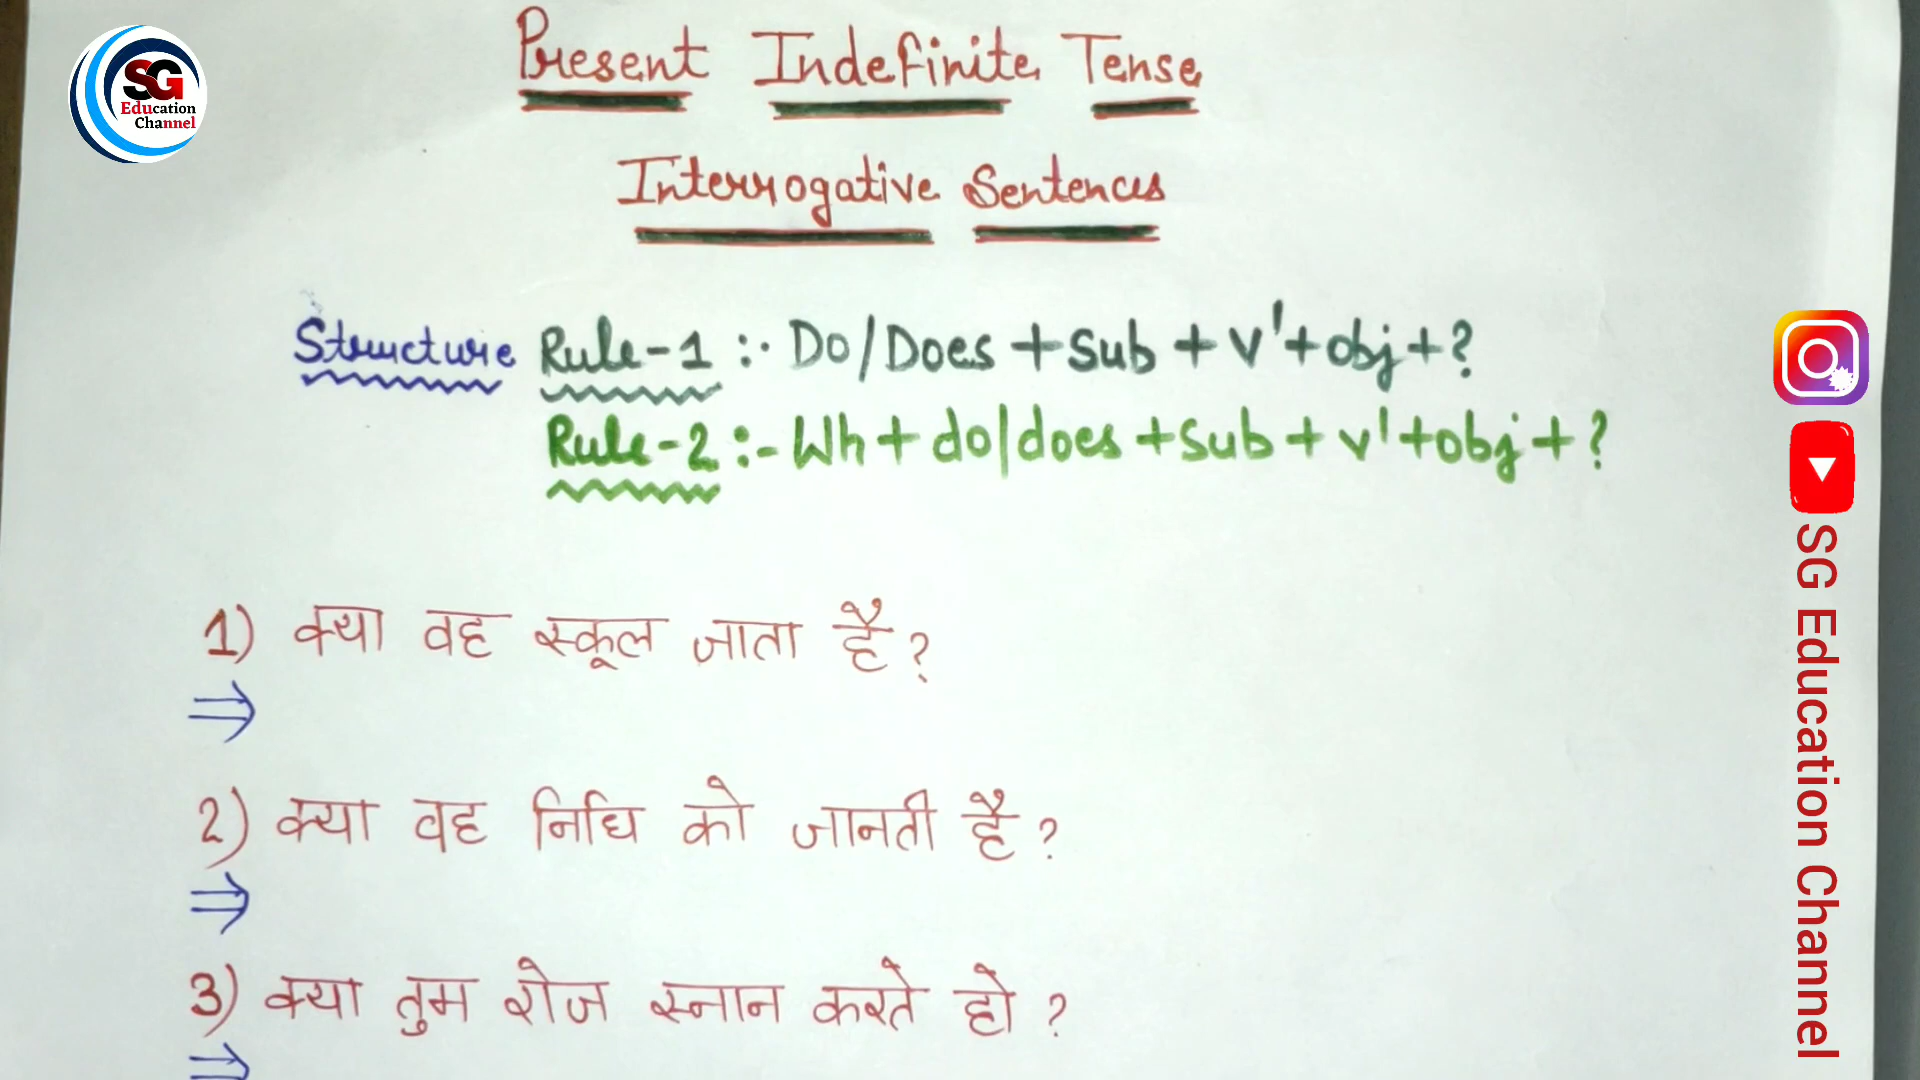 SG
Education
Channel
Present Indefinite Tense
Interrogative Sentences
Structure Rule-1 :- Do/Does + Sub + V¹ + obj + ?
Rule-2 :- Wh + do/does + Sub + v¹ + obj + ?
1) क्या वह स्कूल जाता है ?
⇒
2) क्या वह निधि को जानती है ?
⇒
3) क्या तुम रोज स्नान करते हो ?
⇒
SG Education Channel